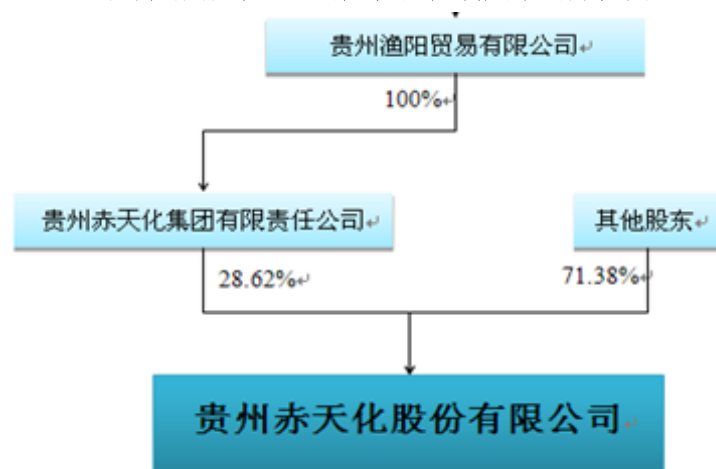 贵州渔阳贸易有限公司
100%
贵州赤天化集团有限责任公司
其他股东
28.62%
71.38%
贵州赤天化股份有限公司